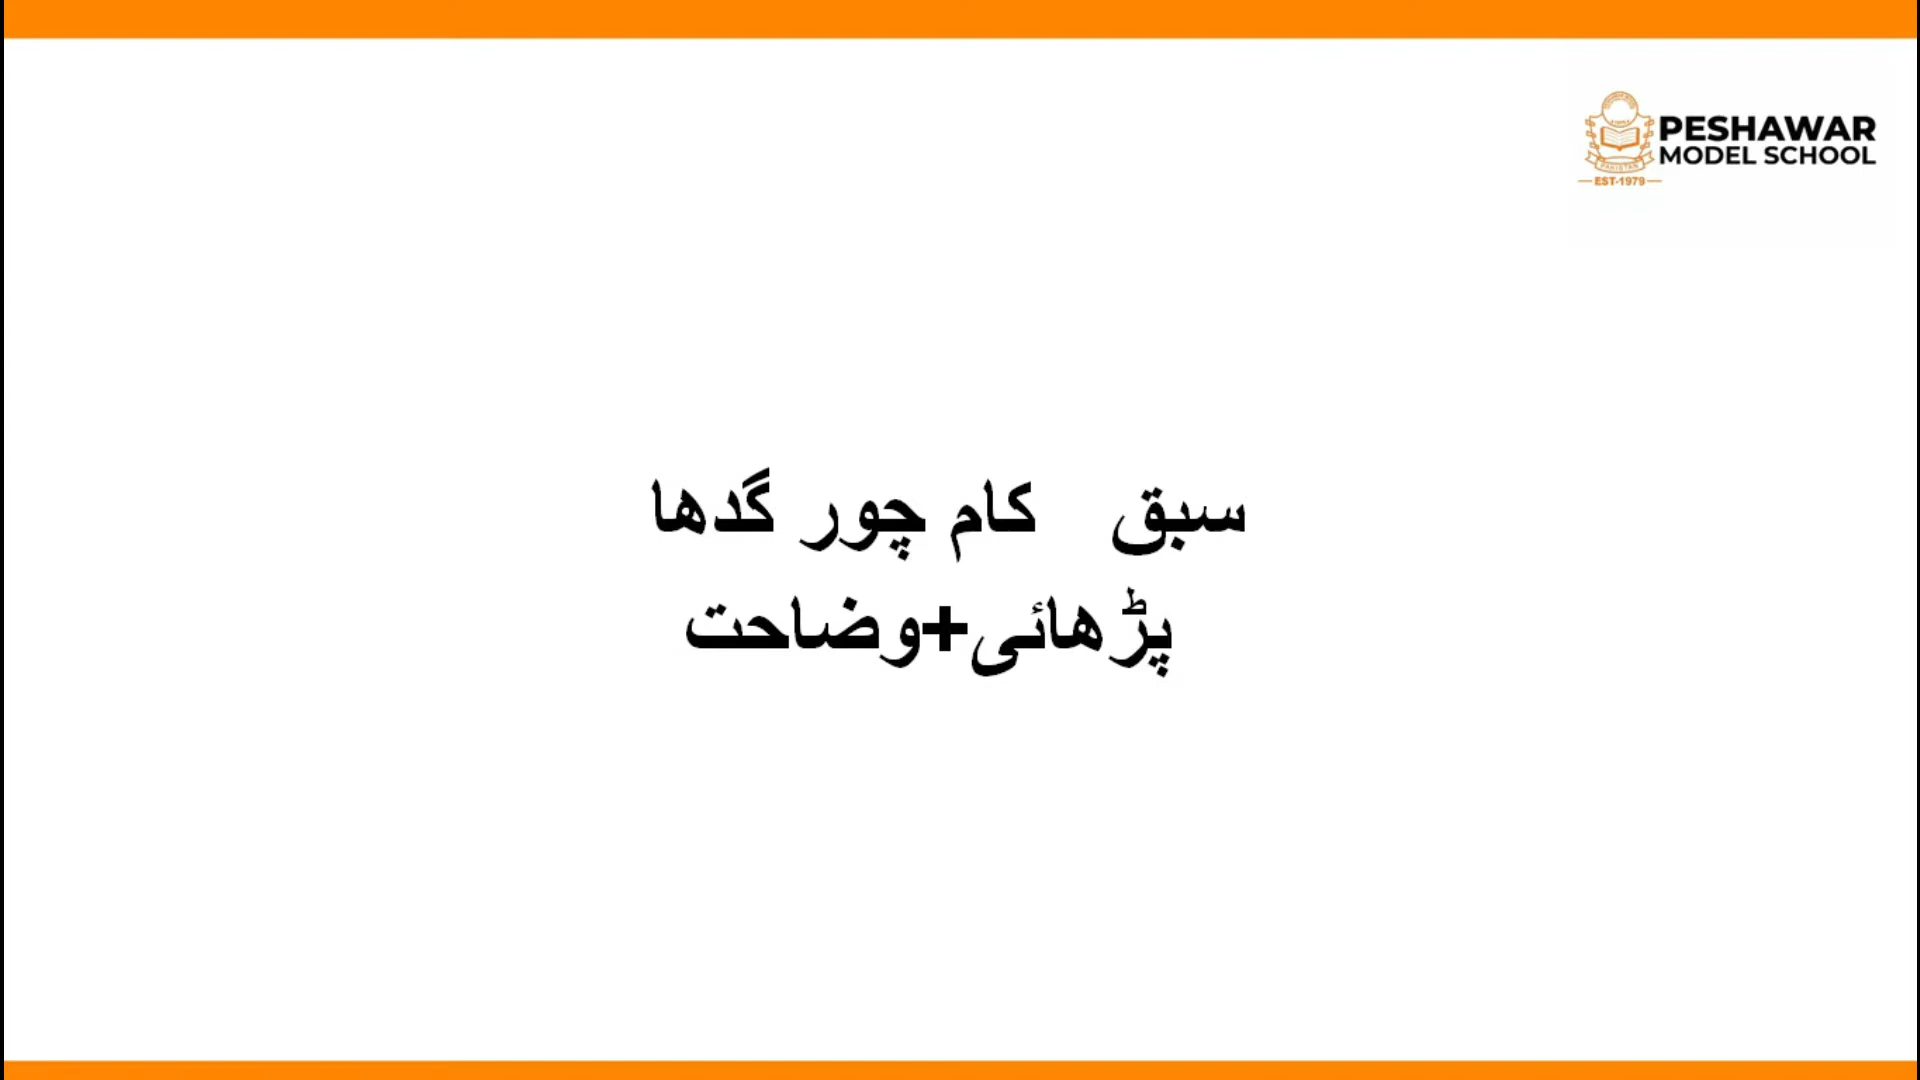 PESHAWAR
MODEL SCHOOL
EST-1979
سبق کام چور گدھا
پڑھائی+وضاحت